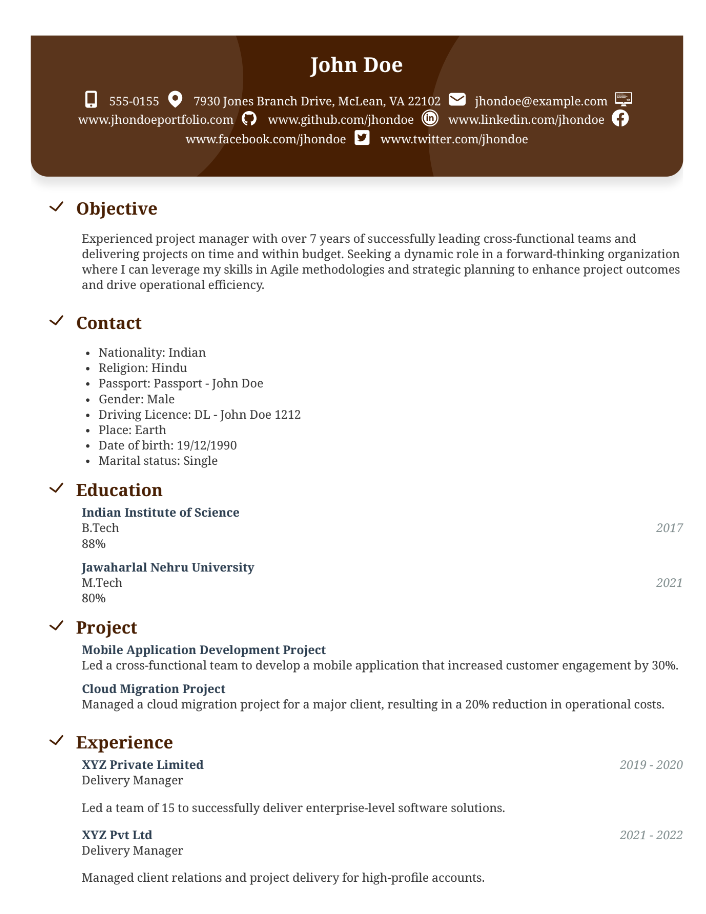 John Doe
555-0155 7930 Jones Branch Drive, McLean, VA 22102 jhondoe@example.com
www.jhondoeportfolio.com www.github.com/jhondoe www.linkedin.com/jhondoe
www.facebook.com/jhondoe www.twitter.com/jhondoe
Objective
Experienced project manager with over 7 years of successfully leading cross-functional teams and
delivering projects on time and within budget. Seeking a dynamic role in a forward-thinking organization
where I can leverage my skills in Agile methodologies and strategic planning to enhance project outcomes
and drive operational efficiency.
Contact
• Nationality: Indian
• Religion: Hindu
• Passport: Passport - John Doe
• Gender: Male
• Driving Licence: DL - John Doe 1212
• Place: Earth
• Date of birth: 19/12/1990
• Marital status: Single
Education
Indian Institute of Science
B.Tech 2017
88%
Jawaharlal Nehru University
M.Tech 2021
80%
Project
Mobile Application Development Project
Led a cross-functional team to develop a mobile application that increased customer engagement by 30%.
Cloud Migration Project
Managed a cloud migration project for a major client, resulting in a 20% reduction in operational costs.
Experience
XYZ Private Limited 2019 - 2020
Delivery Manager
Led a team of 15 to successfully deliver enterprise-level software solutions.
XYZ Pvt Ltd 2021 - 2022
Delivery Manager
Managed client relations and project delivery for high-profile accounts.